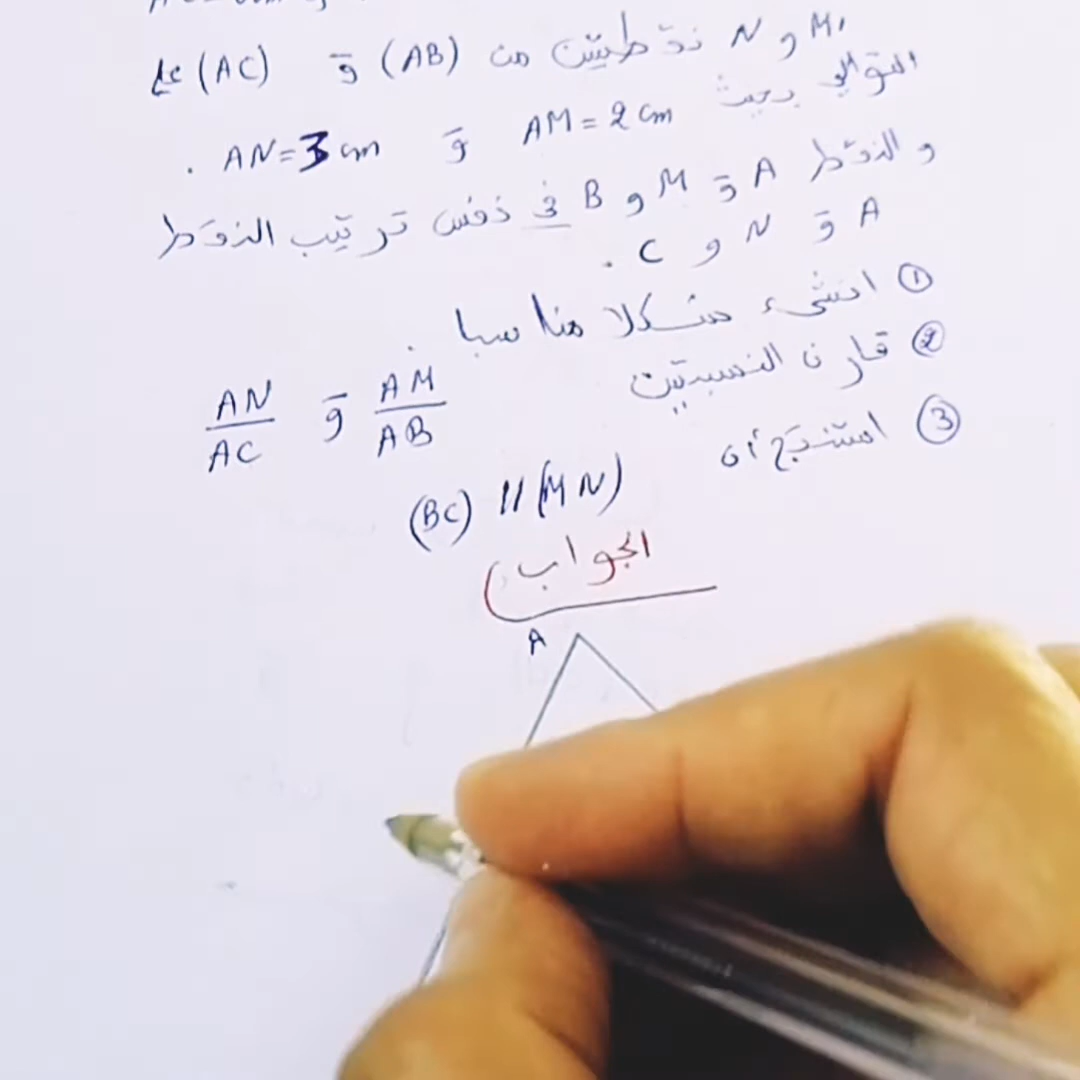 M و N نقطتين من (AB) و (AC) على
التوالي بحيث AM = 2 cm و AN = 3 cm .
و النقط A و M و B في نفس ترتيب النقط
A و N و C .
① انشىء شكلا مناسبا .
② قارن النسبتين AM/AB و AN/AC
③ استنتج أن (BC) // (MN)
الجواب
A